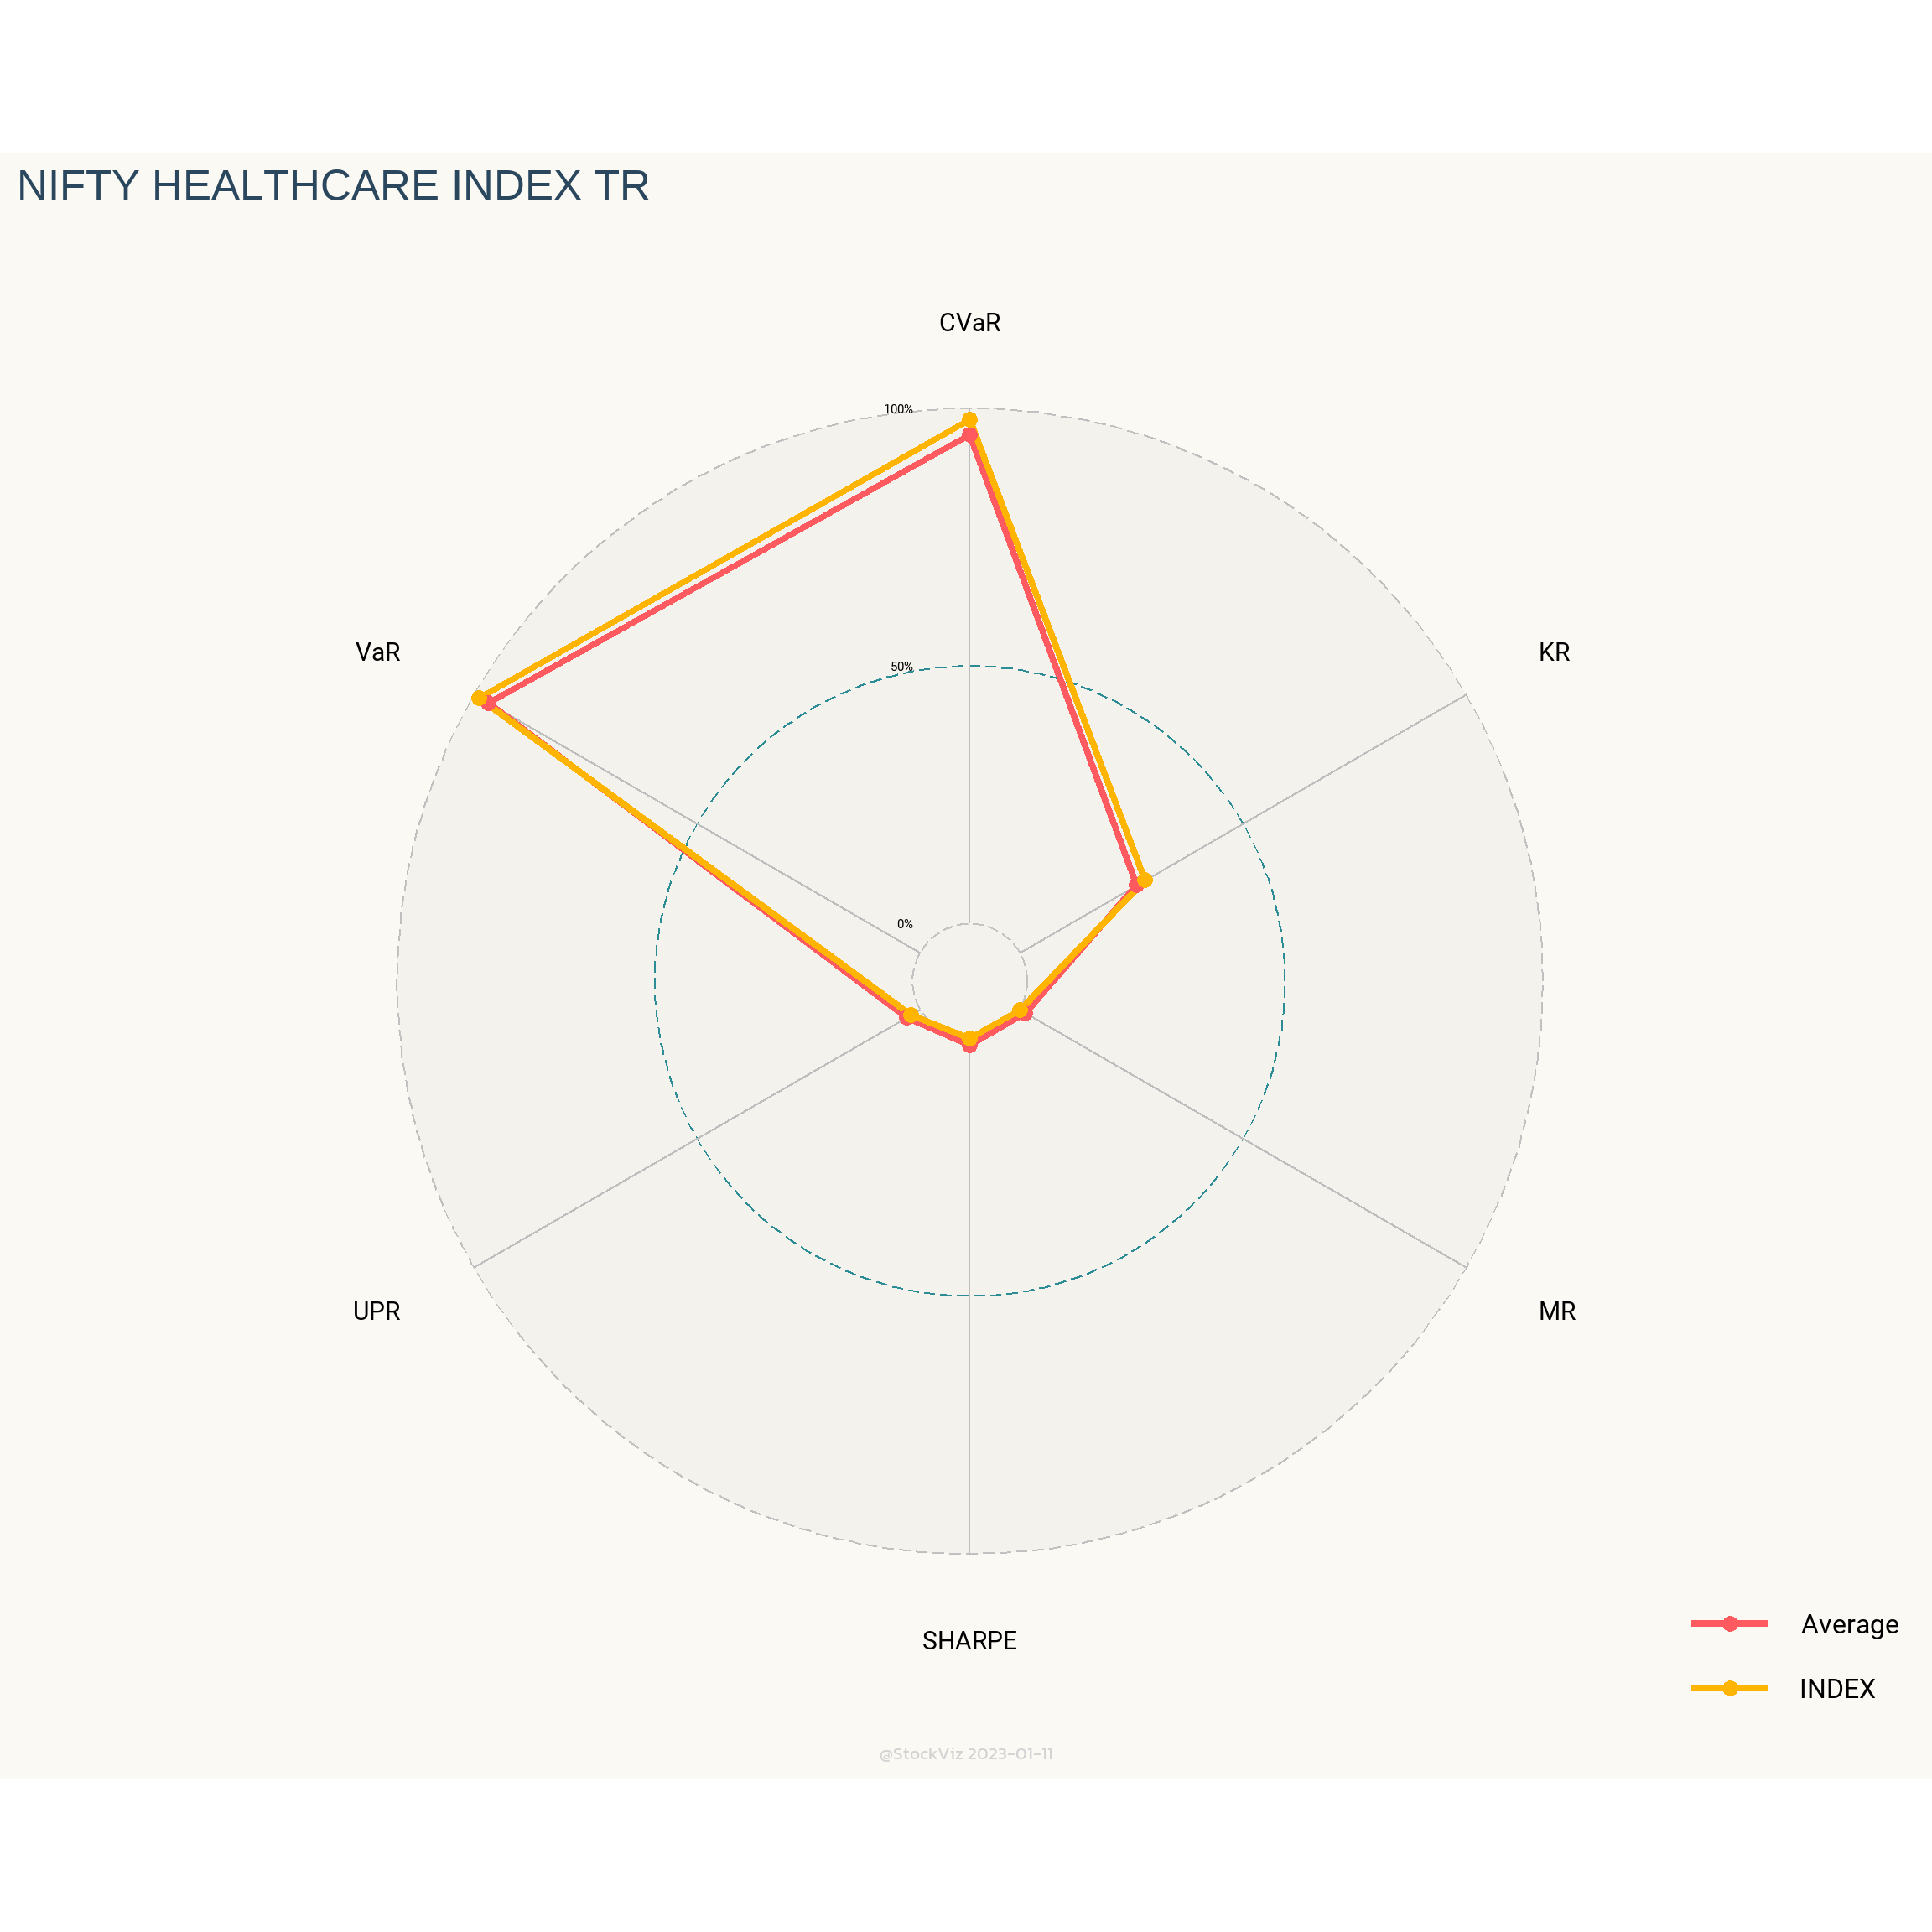 NIFTY HEALTHCARE INDEX TR
CVaR
100%
VaR
KR
50%
0%
UPR
MR
SHARPE
Average
INDEX
@StockViz 2023-01-11